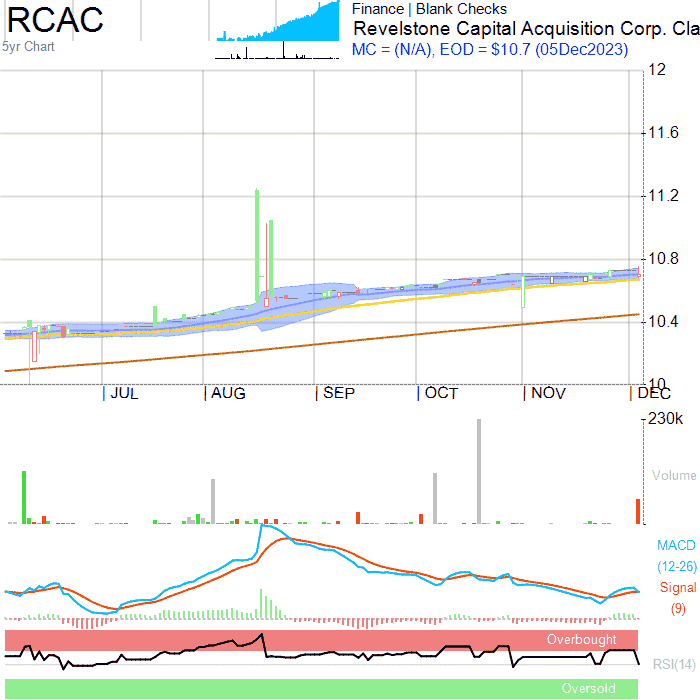 RCAC
Finance | Blank Checks
Revelstone Capital Acquisition Corp. Cla
5yr Chart
MC = (N/A), EOD = $10.7 (05Dec2023)
12
11.6
11.2
10.8
10.4
10
JUL AUG SEP OCT NOV DEC
230k
Volume
MACD
(12-26)
Signal
(9)
Overbought
RSI(14)
Oversold